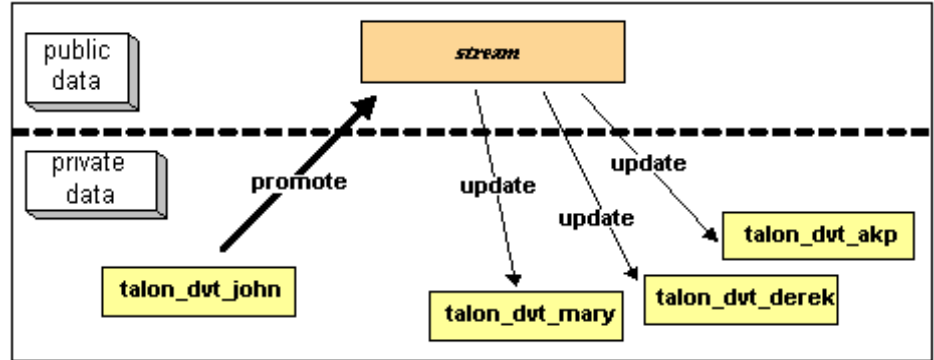 public
data
stream
private
data
promote
update
update
update
talon_dvt_akp
talon_dvt_john
talon_dvt_mary
talon_dvt_derek